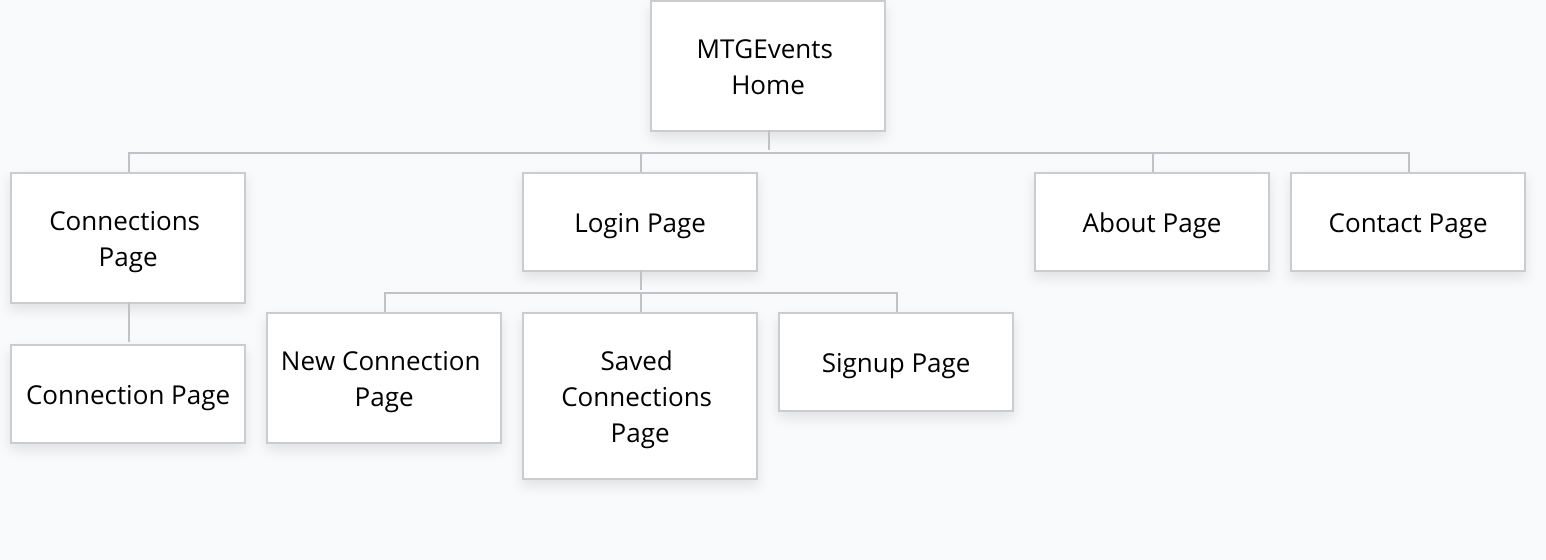 MTGEvents
Home
Connections
Page
Login Page
About Page
Contact Page
Connection Page
New Connection
Page
Saved
Connections
Page
Signup Page